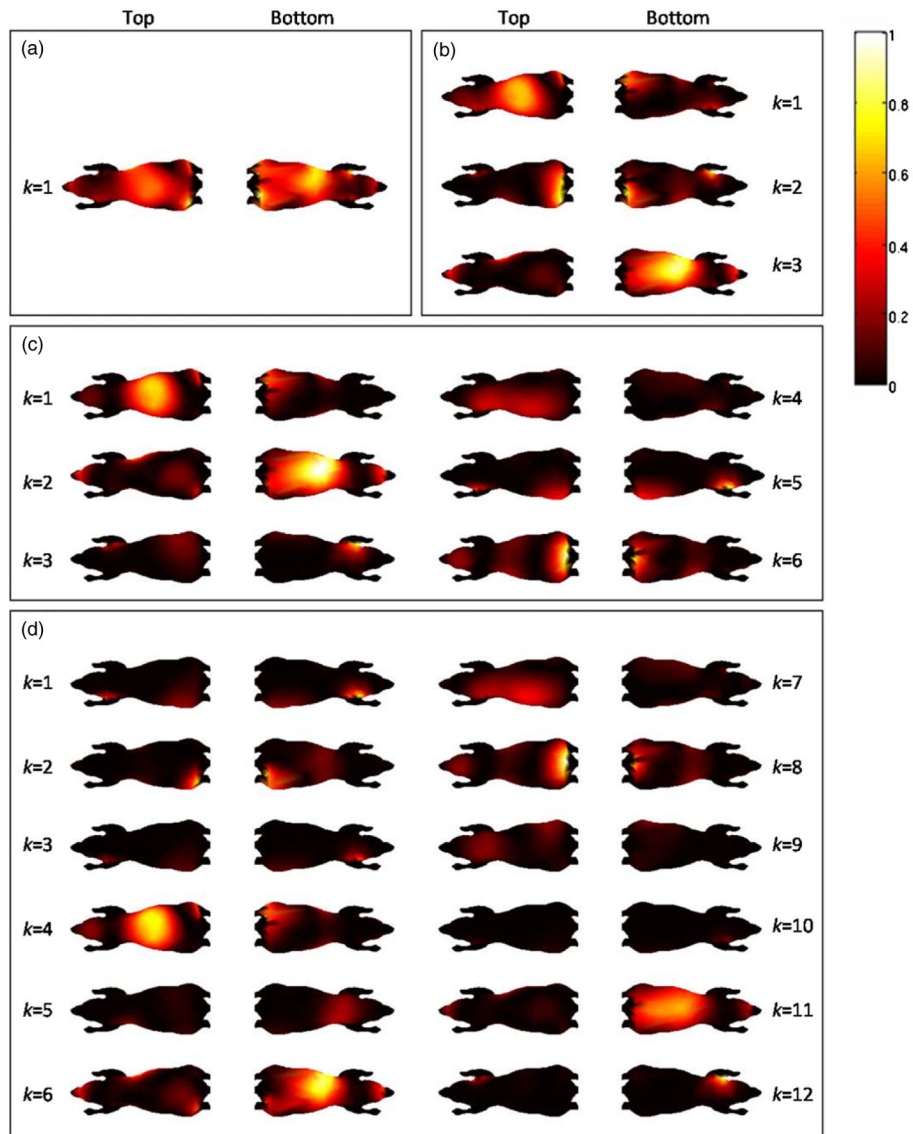 Top Bottom Top Bottom
(a)
k=1
(b)
k=1
k=2
k=3
1
0.8
0.6
0.4
0.2
0
(c)
k=1 k=4
k=2 k=5
k=3 k=6
(d)
k=1 k=7
k=2 k=8
k=3 k=9
k=4 k=10
k=5 k=11
k=6 k=12